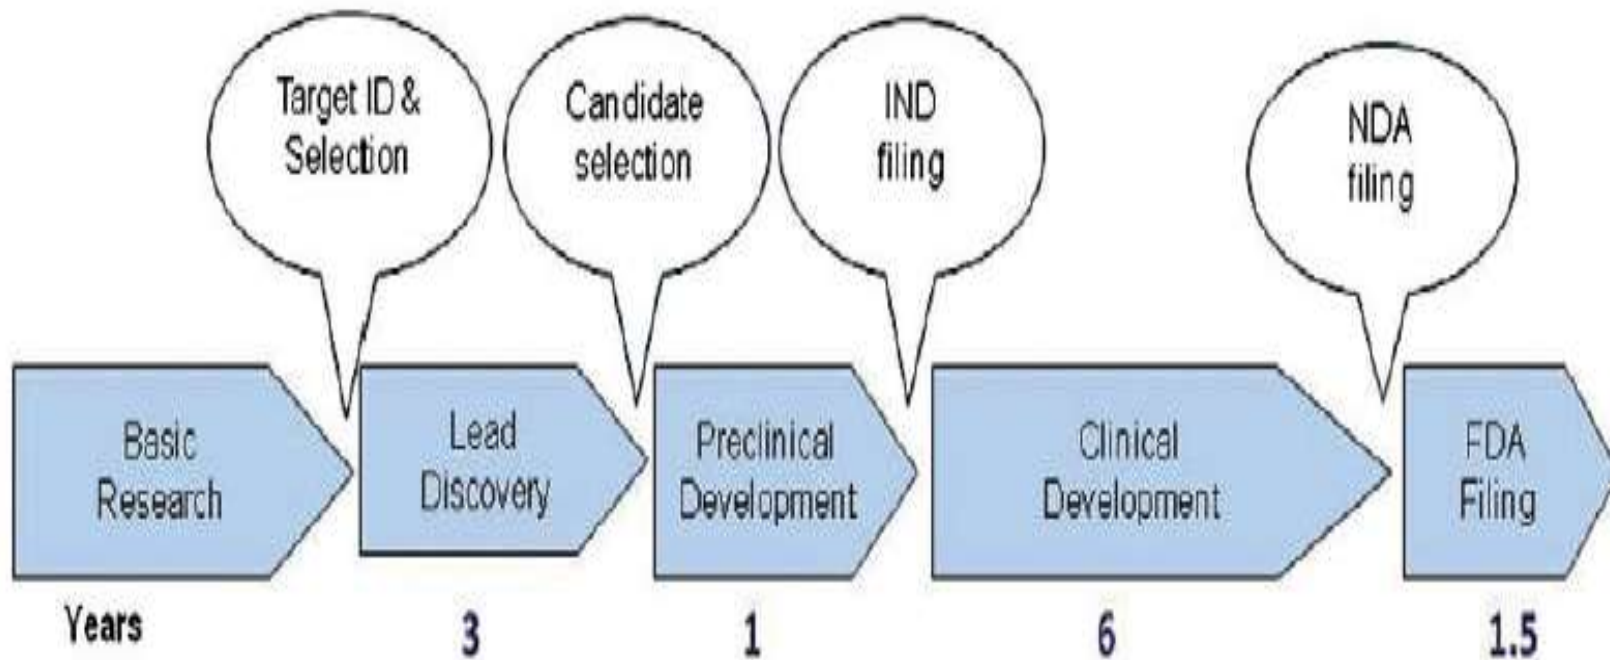 Target ID &
Selection
Candidate
selection
IND
filing
NDA
filing
Basic
Research
Lead
Discovery
Preclinical
Development
Clinical
Development
FDA
Filing
Years
3
1
6
1.5